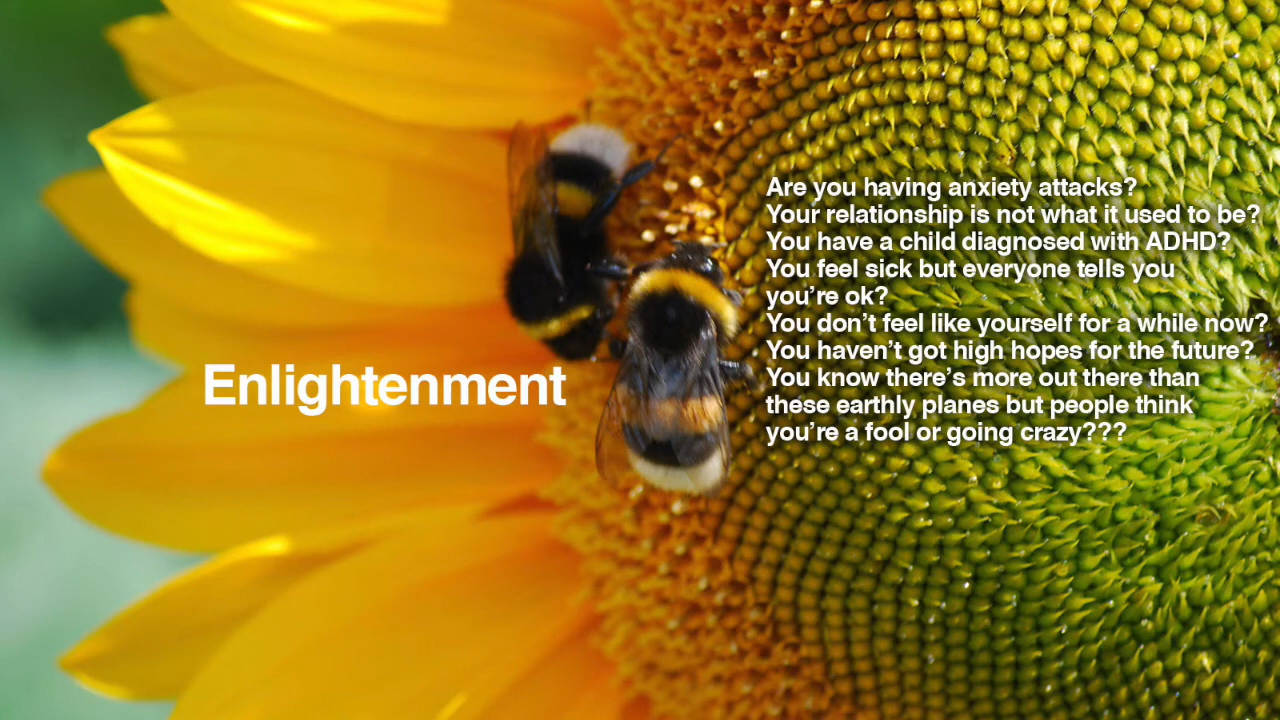 Enlightenment
Are you having anxiety attacks?
Your relationship is not what it used to be?
You have a child diagnosed with ADHD?
You feel sick but everyone tells you
you’re ok?
You don’t feel like yourself for a while now?
You haven’t got high hopes for the future?
You know there’s more out there than
these earthly planes but people think
you’re a fool or going crazy???